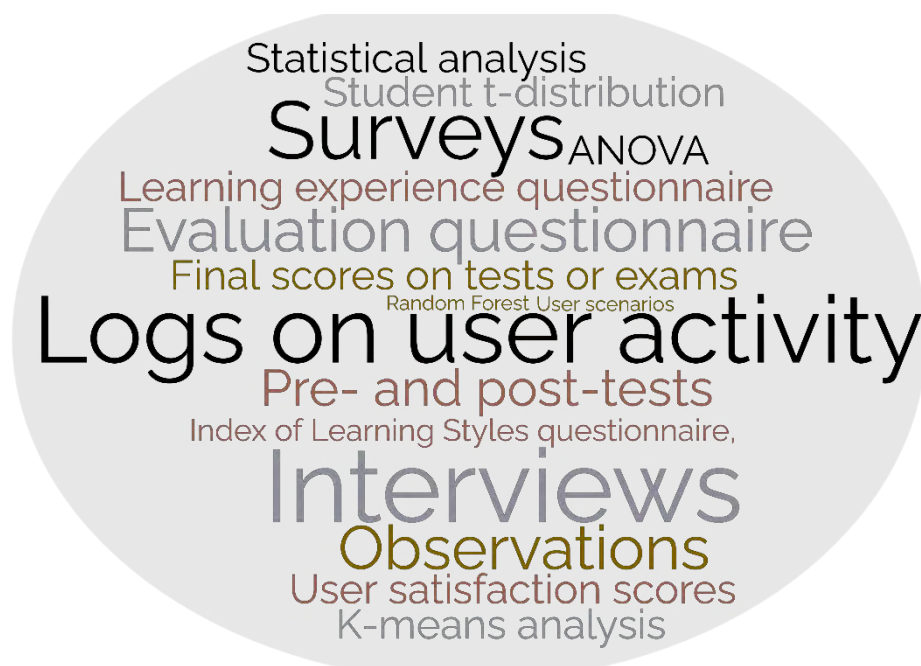 Statistical analysis
Student t-distribution
Surveys ANOVA
Learning experience questionnaire
Evaluation questionnaire
Final scores on tests or exams
Random Forest User scenarios
Logs on user activity
Pre- and post-tests
Index of Learning Styles questionnaire,
Interviews
Observations
User satisfaction scores
K-means analysis